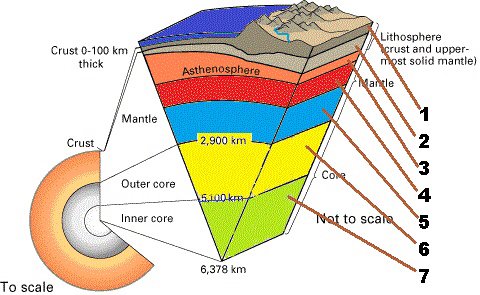 Crust 0-100 km
thick
Lithosphere
(crust and upper-
most solid mantle)
Asthenosphere
Mantle
Mantle
1
2
3
4
5
6
7
Crust
2,900 km
Outer core
Core
5,100 km
Inner core
Not to scale
6,378 km
To scale